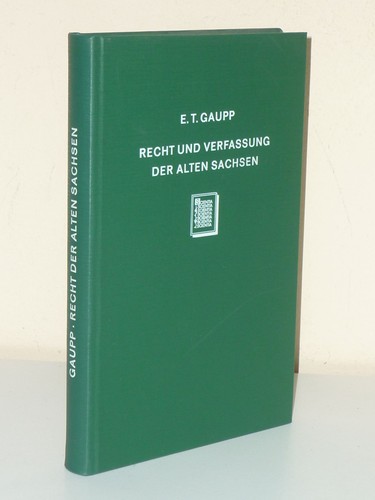 E. T. GAUPP
RECHT UND VERFASSUNG
DER ALTEN SACHSEN
GAUPP · RECHT DER ALTEN SACHSEN